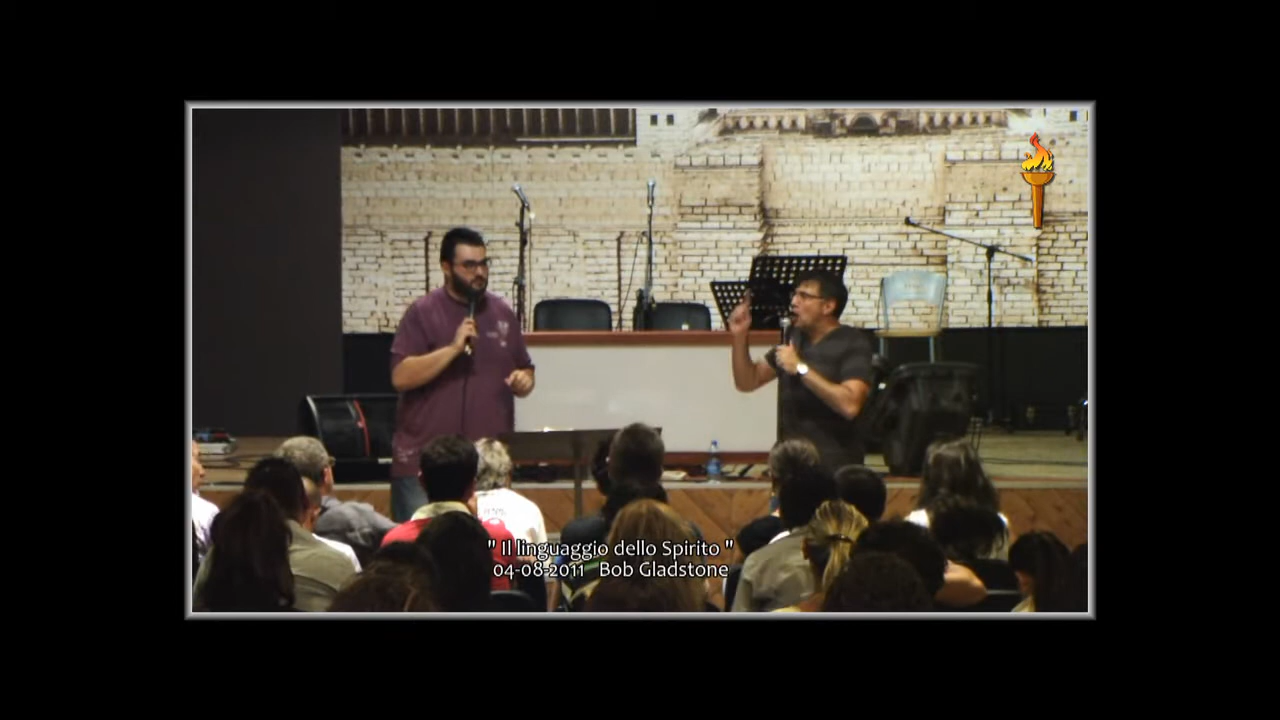 " Il linguaggio dello Spirito "
04-08-2011 Bob Gladstone